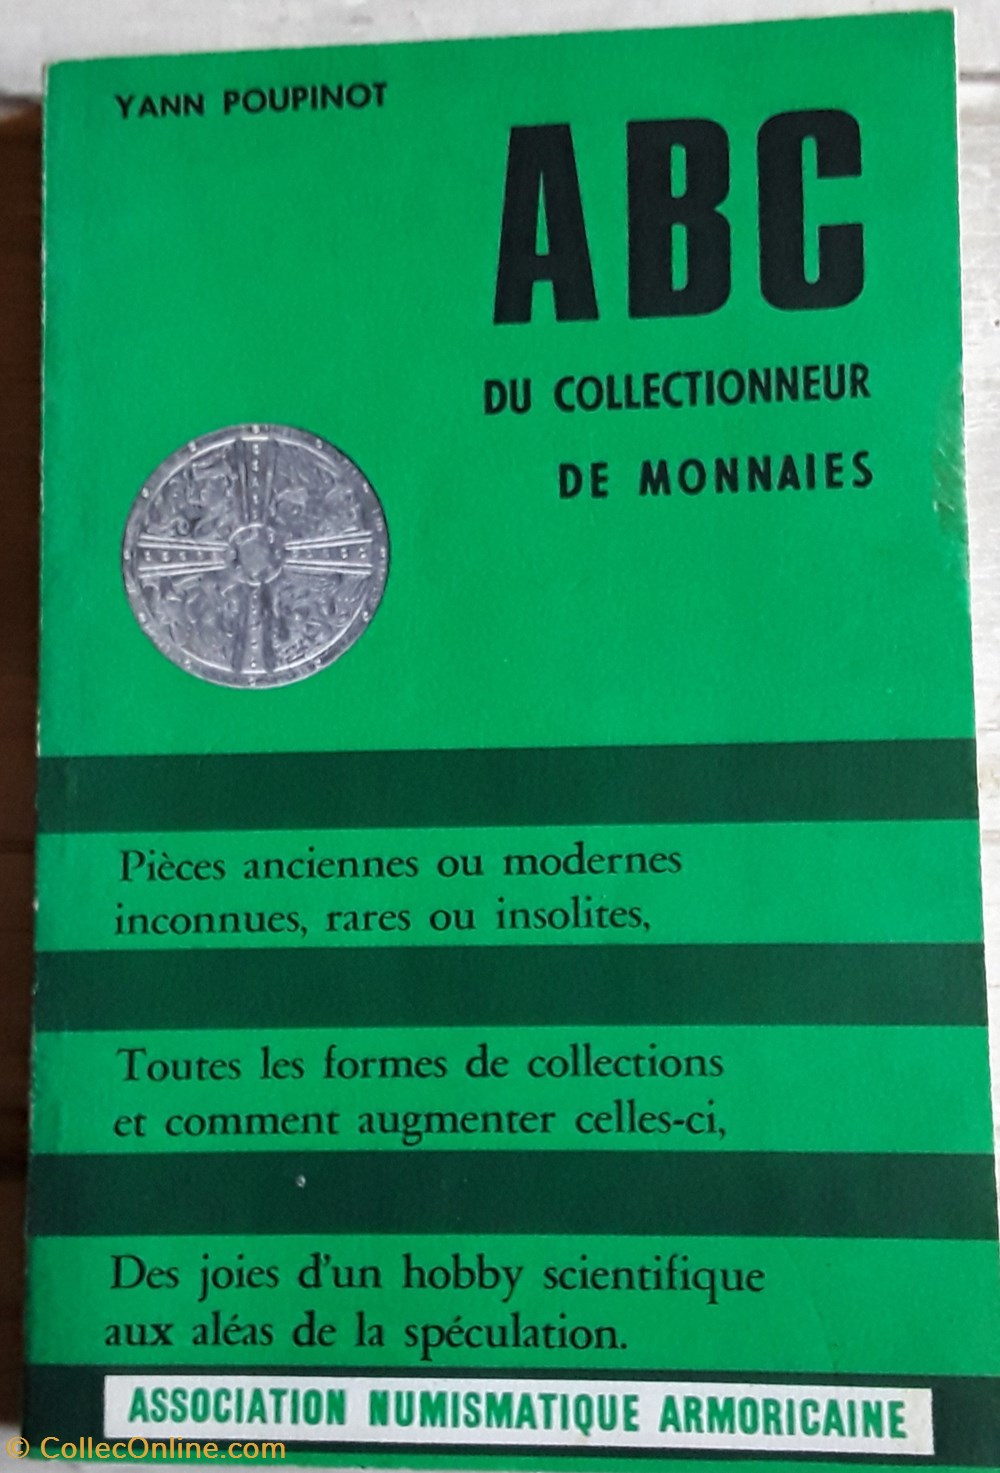 YANN POUPINOT
ABC
DU COLLECTIONNEUR
DE MONNAIES
Pièces anciennes ou modernes
inconnues, rares ou insolites,
Toutes les formes de collections
et comment augmenter celles-ci,
Des joies d'un hobby scientifique
aux aléas de la spéculation.
ASSOCIATION NUMISMATIQUE ARMORICAINE
© CollecOnline.com